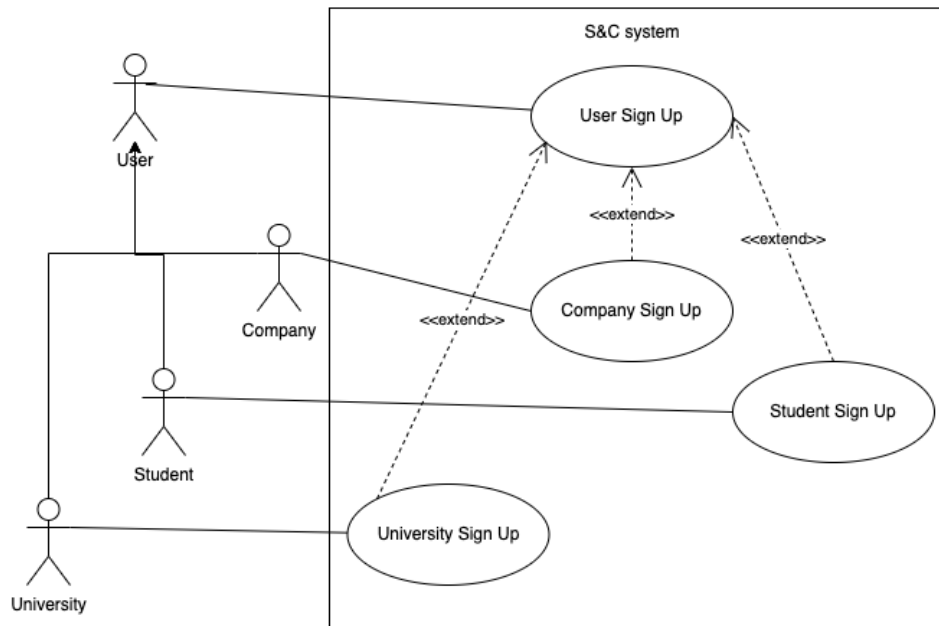 S&C system
User Sign Up
User
<<extend>>
<<extend>>
Company Sign Up
Company
<<extend>>
Student Sign Up
Student
University Sign Up
University